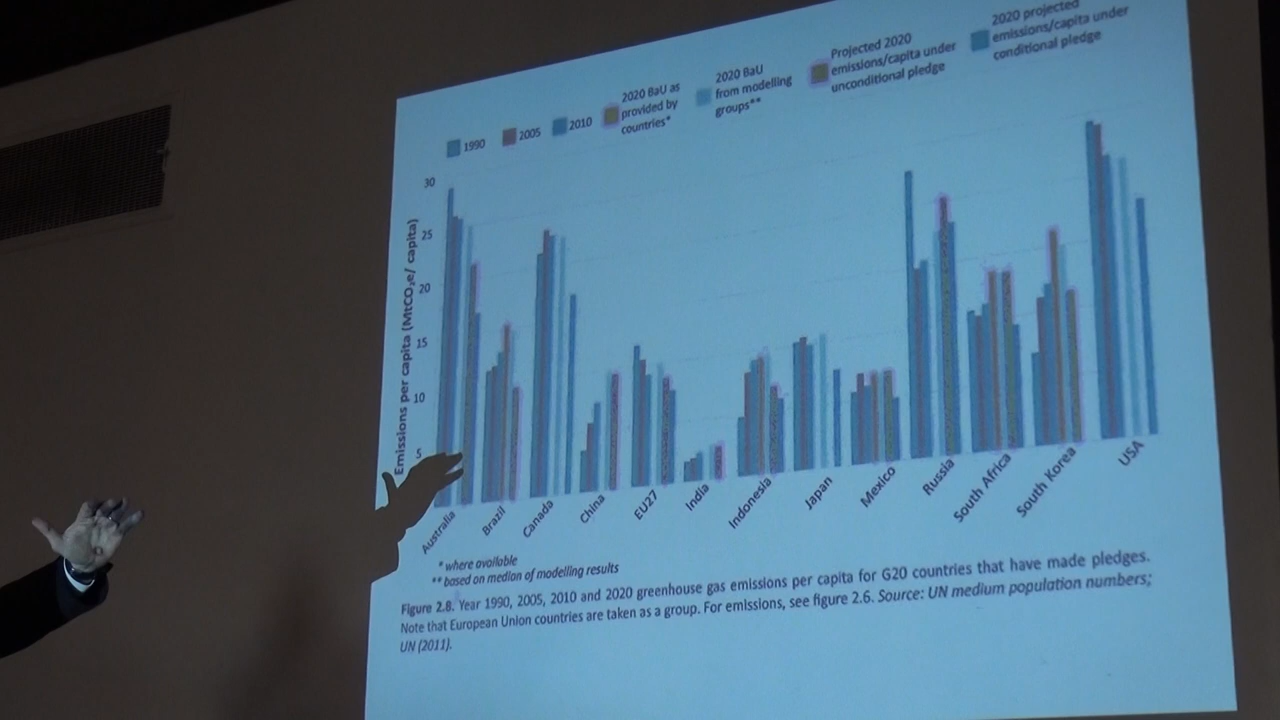 1990
2005
2010
2020 BaU as
provided by
countries*
2020 BaU
from modelling
groups**
Projected 2020
emissions/capita under
unconditional pledge
2020 projected
emissions/capita under
conditional pledge
Emissions per capita (MtCO₂e/ capita)
30
25
20
15
10
5
Australia
Brazil
Canada
China
EU27
India
Indonesia
Japan
Mexico
Russia
South Africa
South Korea
USA
* where available
** based on median of modelling results
Figure 2.8. Year 1990, 2005, 2010 and 2020 greenhouse gas emissions per capita for G20 countries that have made pledges.
Note that European Union countries are taken as a group. For emissions, see figure 2.6. Source: UN medium population numbers;
UN (2011).